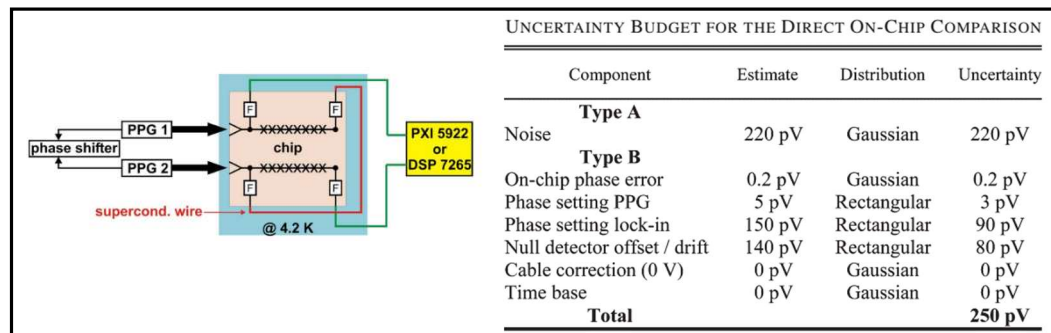 PPG 1
phase shifter
PPG 2
F
F
XXXXXXXX
chip
XXXXXXXX
F
F
supercond. wire
@ 4.2 K
PXI 5922
or
DSP 7265
UNCERTAINTY BUDGET FOR THE DIRECT ON-CHIP COMPARISON
Component Estimate Distribution Uncertainty
Type A
Noise 220 pV Gaussian 220 pV
Type B
On-chip phase error 0.2 pV Gaussian 0.2 pV
Phase setting PPG 5 pV Rectangular 3 pV
Phase setting lock-in 150 pV Rectangular 90 pV
Null detector offset / drift 140 pV Rectangular 80 pV
Cable correction (0 V) 0 pV Gaussian 0 pV
Time base 0 pV Gaussian 0 pV
Total 250 pV